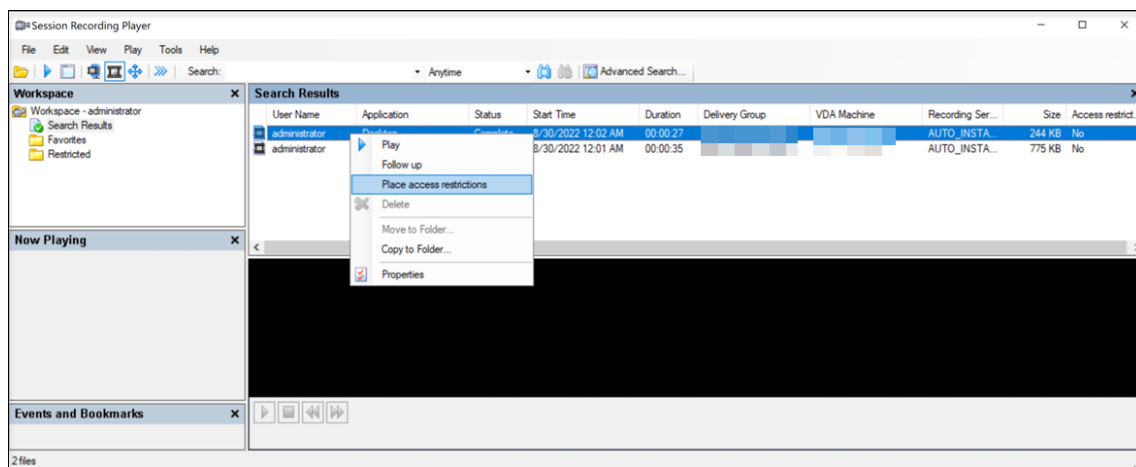 Session Recording Player
File Edit View Play Tools Help
Search: Anytime Advanced Search...
Workspace
Workspace - administrator
Search Results
Favorites
Restricted
Now Playing
Events and Bookmarks
Search Results
User Name Application Status Start Time Duration Delivery Group VDA Machine Recording Ser... Size Access restrict.
administrator Desktop Complete 8/30/2022 12:02 AM 00:00:27 AUTO_INSTA... 244 KB No
administrator 8/30/2022 12:01 AM 00:00:35 AUTO_INSTA... 775 KB No
Play
Follow up
Place access restrictions
Delete
Move to Folder...
Copy to Folder...
Properties
2 files